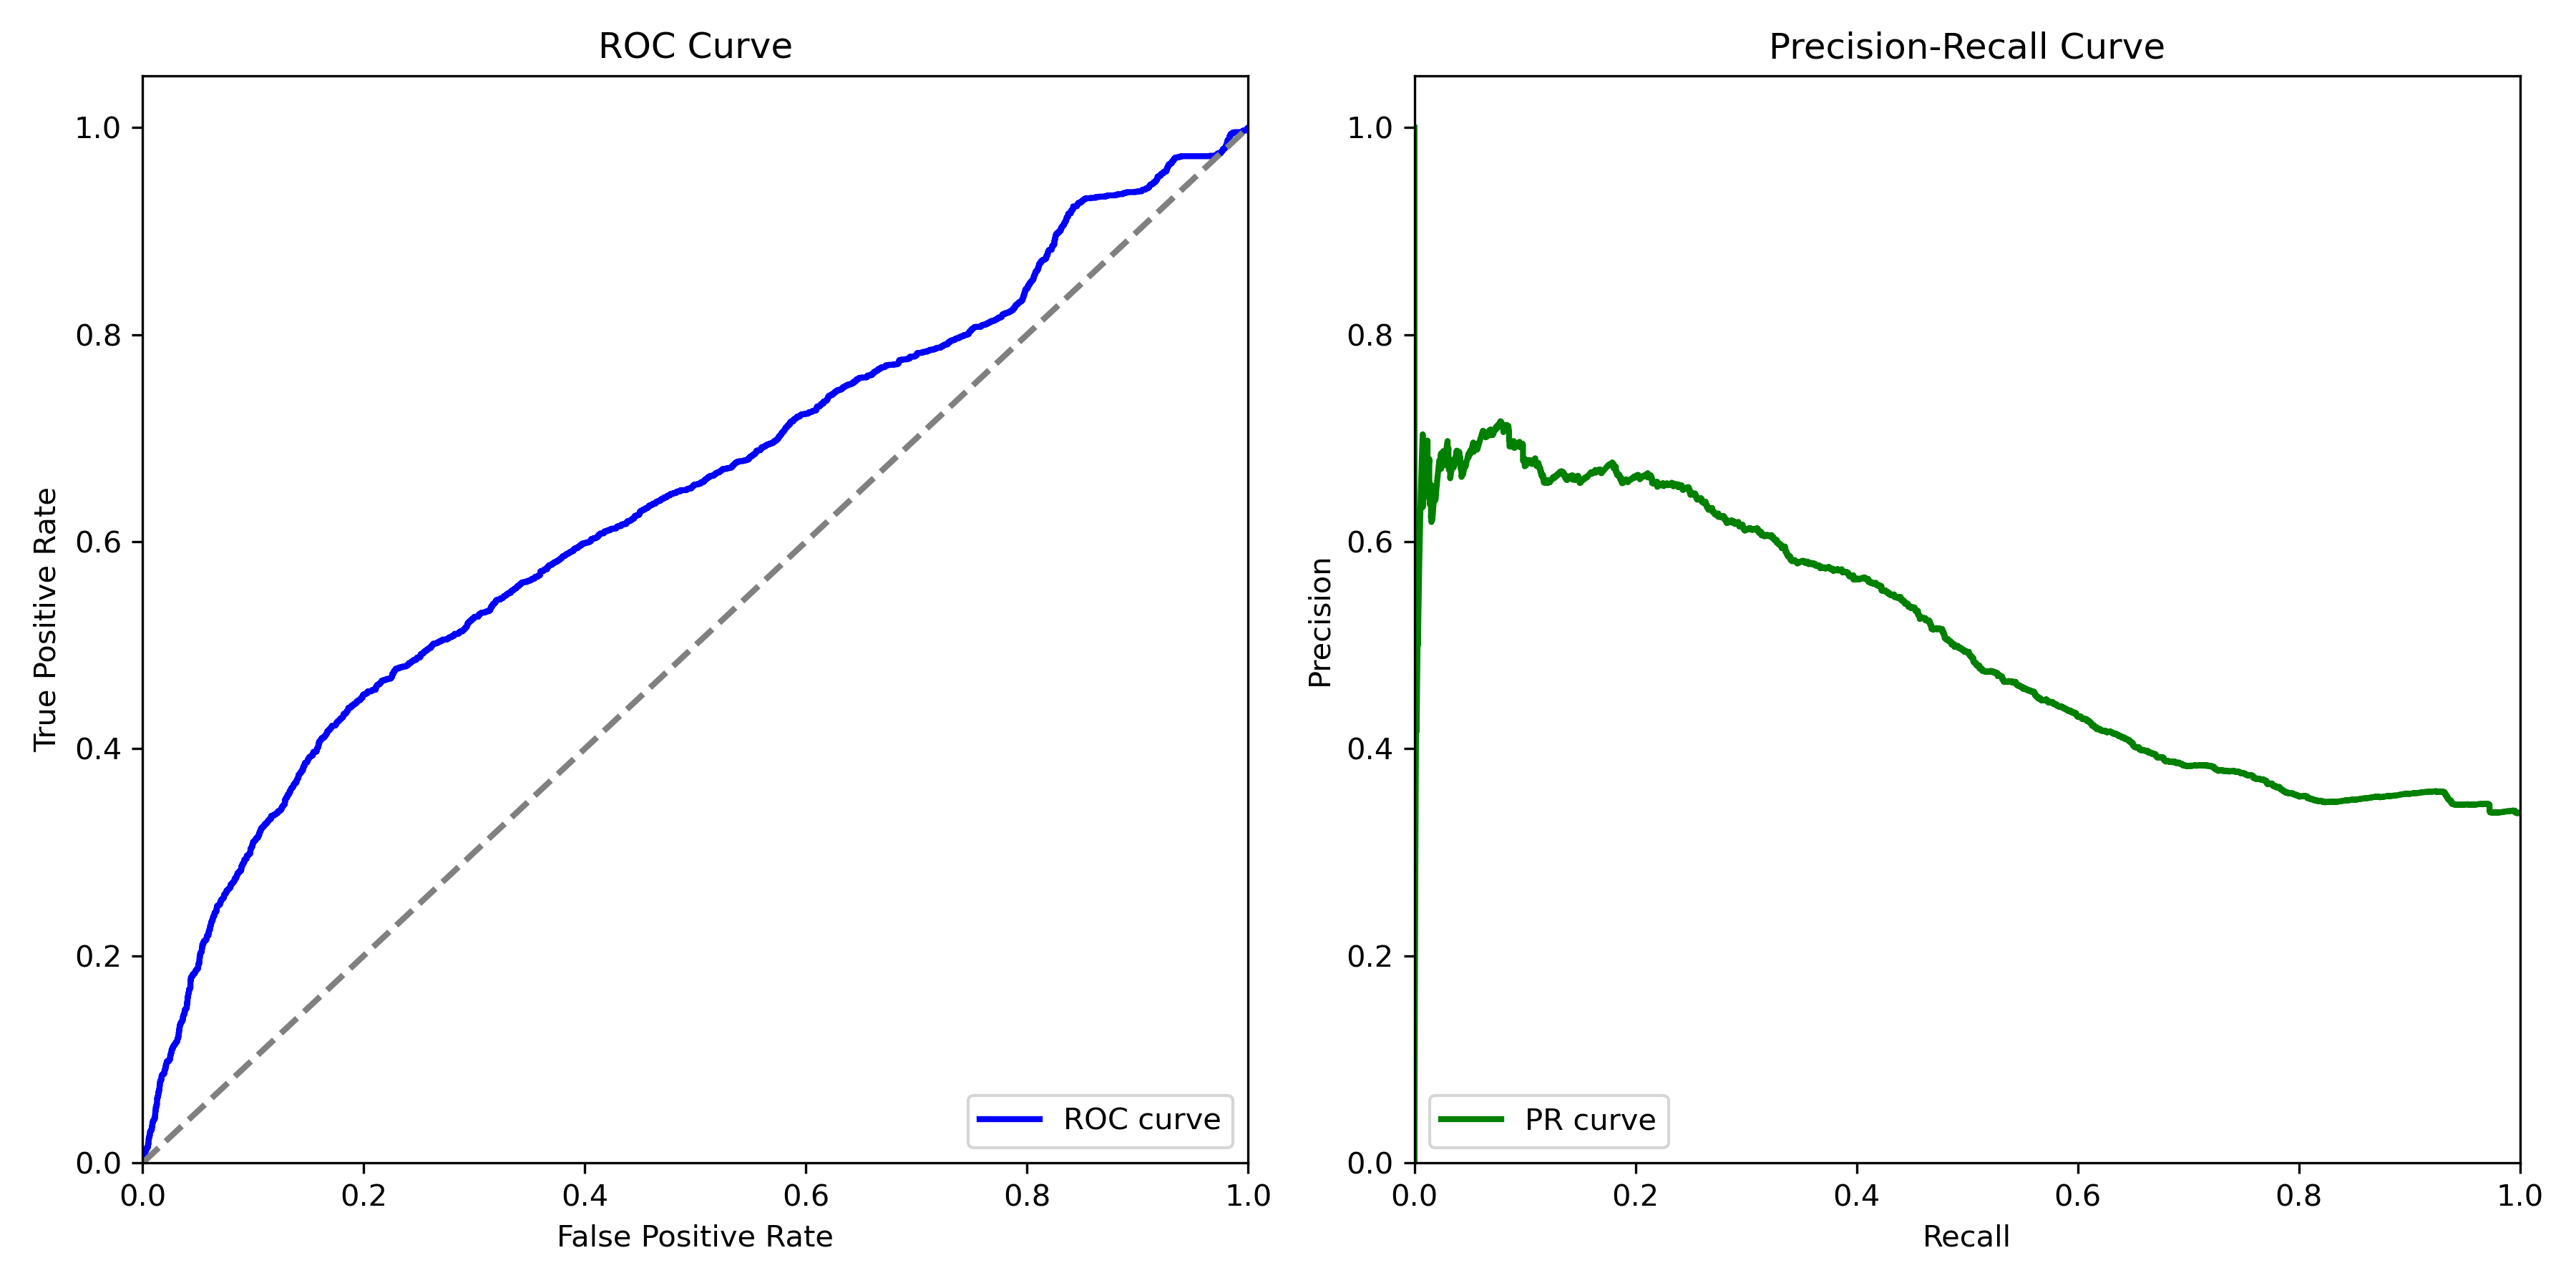 ROC Curve
True Positive Rate
1.0
0.8
0.6
0.4
0.2
0.0
0.0 0.2 0.4 0.6 0.8 1.0
False Positive Rate
ROC curve
Precision-Recall Curve
Precision
1.0
0.8
0.6
0.4
0.2
0.0
0.0 0.2 0.4 0.6 0.8 1.0
Recall
PR curve